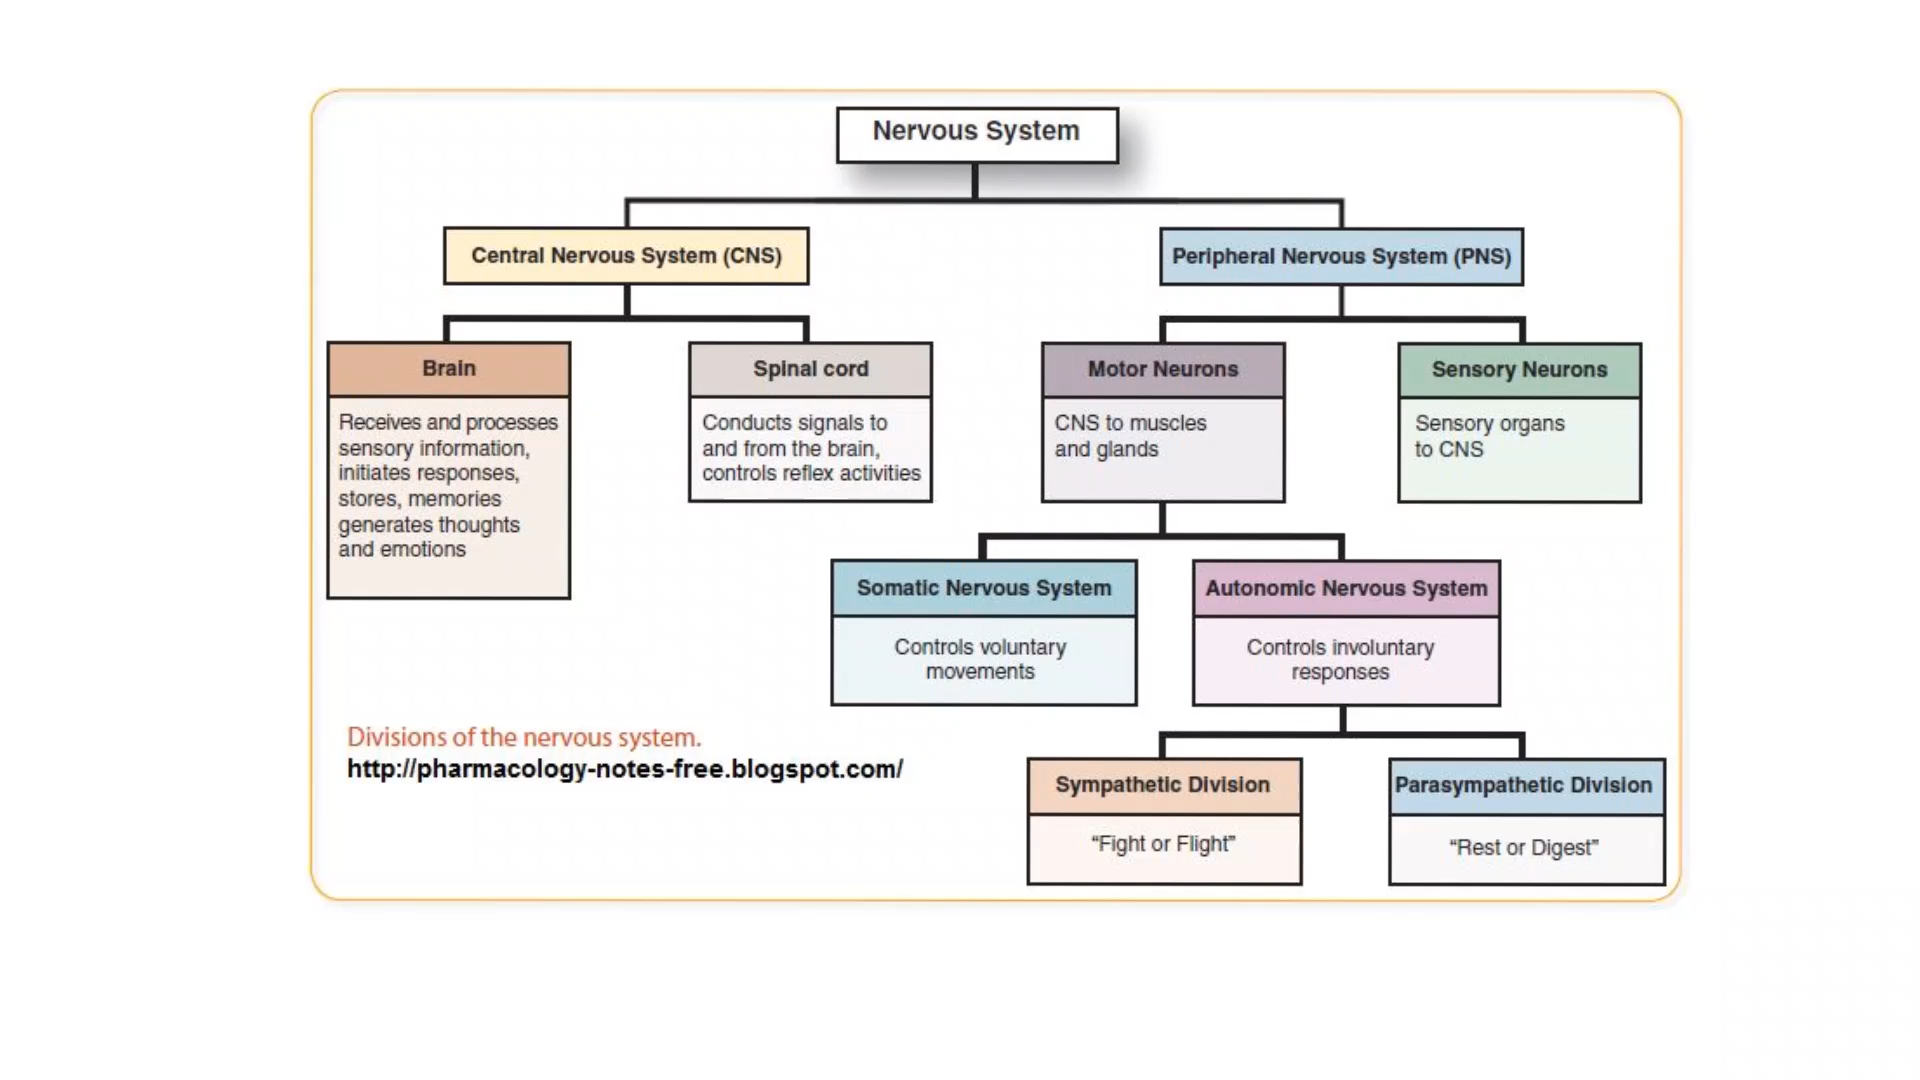 Nervous System
Central Nervous System (CNS)
Peripheral Nervous System (PNS)
Brain
Receives and processes
sensory information,
initiates responses,
stores, memories
generates thoughts
and emotions
Spinal cord
Conducts signals to
and from the brain,
controls reflex activities
Motor Neurons
CNS to muscles
and glands
Sensory Neurons
Sensory organs
to CNS
Somatic Nervous System
Controls voluntary
movements
Autonomic Nervous System
Controls involuntary
responses
Sympathetic Division
“Fight or Flight”
Parasympathetic Division
“Rest or Digest”
Divisions of the nervous system.
http://pharmacology-notes-free.blogspot.com/